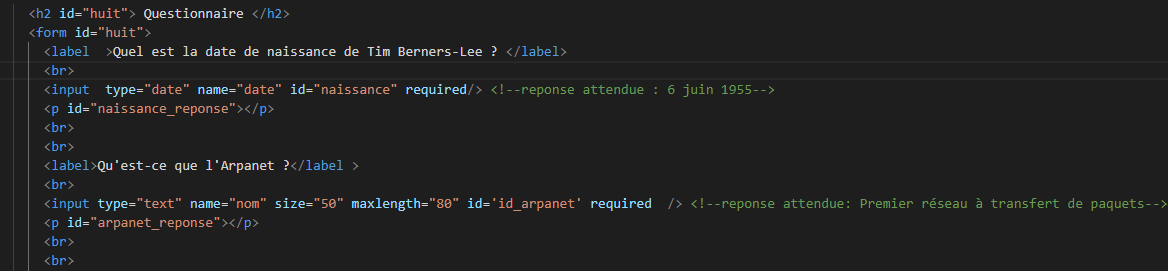 <h2 id="huit"> Questionnaire </h2>
<form id="huit">
<label  >Quel est la date de naissance de Tim Berners-Lee ? </label>
<br>
<input  type="date" name="date" id="naissance" required/> <!--reponse attendue : 6 juin 1955-->
<p id="naissance_reponse"></p>
<br>
<br>
<label>Qu'est-ce que l'Arpanet ?</label >
<br>
<input type="text" name="nom" size="50" maxlength="80" id='id_arpanet' required  /> <!--reponse attendue: Premier réseau à transfert de paquets-->
<p id="arpanet_reponse"></p>
<br>
<br>